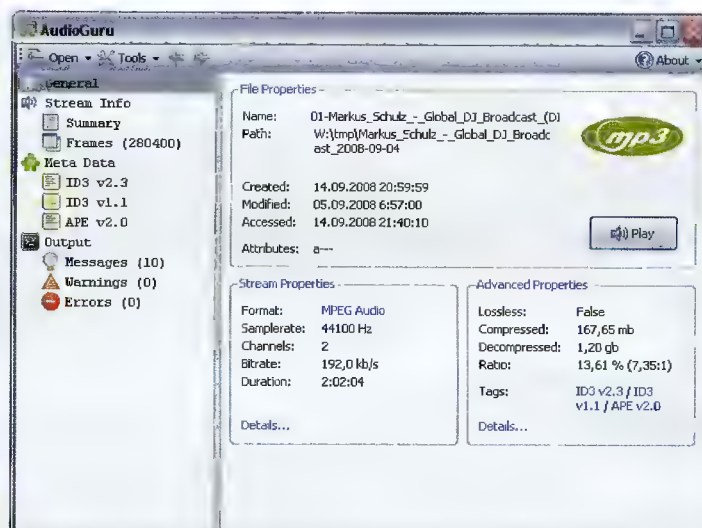 AudioGuru
Open Tools About
General
Stream Info
Summary
Frames (280400)
Meta Data
ID3 v2.3
ID3 v1.1
APE v2.0
Output
Messages (10)
Warnings (0)
Errors (0)
File Properties
Name: 01-Markus_Schulz_-_Global_DJ_Broadcast_(DI
Path: W:\tmp\Markus_Schulz_-_Global_DJ_Broadc
ast_2008-09-04
mp3
Created: 14.09.2008 20:59:59
Modified: 05.09.2008 6:57:00
Accessed: 14.09.2008 21:40:10
Attributes: a---
Play
Stream Properties
Format: MPEG Audio
Samplerate: 44100 Hz
Channels: 2
Bitrate: 192,0 kb/s
Duration: 2:02:04
Details...
Advanced Properties
Lossless: False
Compressed: 167,65 mb
Decompressed: 1,20 gb
Ratio: 13,61 % (7,35:1)
Tags: ID3 v2.3 / ID3
v1.1 / APE v2.0
Details...